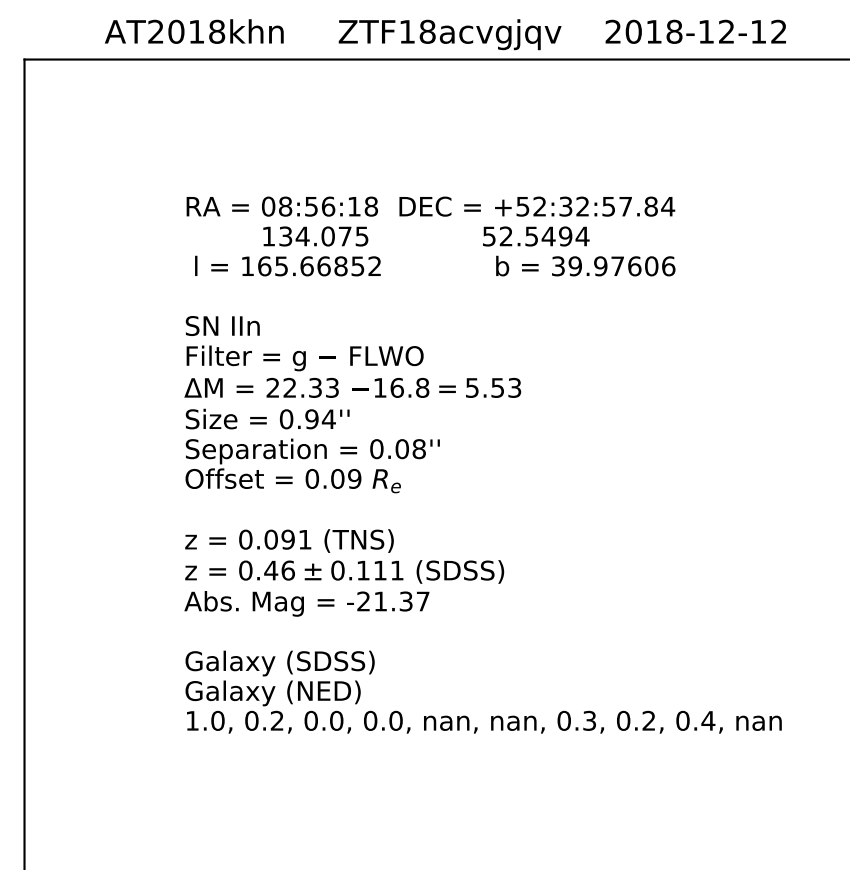 AT2018khn ZTF18acvgjqv 2018-12-12
RA = 08:56:18 DEC = +52:32:57.84
134.075 52.5494
l = 165.66852 b = 39.97606
SN IIn
Filter = g − FLWO
ΔM = 22.33 −16.8 = 5.53
Size = 0.94''
Separation = 0.08''
Offset = 0.09 Re
z = 0.091 (TNS)
z = 0.46 ± 0.111 (SDSS)
Abs. Mag = -21.37
Galaxy (SDSS)
Galaxy (NED)
1.0, 0.2, 0.0, 0.0, nan, nan, 0.3, 0.2, 0.4, nan